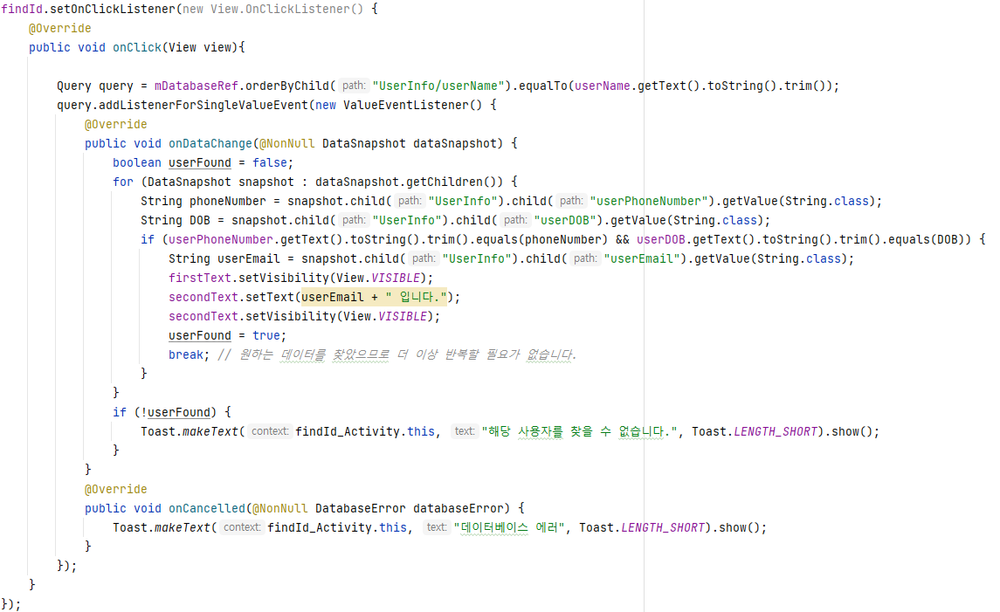 findId.setOnClickListener(new View.OnClickListener() {
@Override
public void onClick(View view){
Query query = mDatabaseRef.orderByChild( path: "UserInfo/userName").equalTo(userName.getText().toString().trim());
query.addListenerForSingleValueEvent(new ValueEventListener() {
@Override
public void onDataChange(@NonNull DataSnapshot dataSnapshot) {
boolean userFound = false;
for (DataSnapshot snapshot : dataSnapshot.getChildren()) {
String phoneNumber = snapshot.child( path: "UserInfo").child( path: "userPhoneNumber").getValue(String.class);
String DOB = snapshot.child( path: "UserInfo").child( path: "userDOB").getValue(String.class);
if (userPhoneNumber.getText().toString().trim().equals(phoneNumber) && userDOB.getText().toString().trim().equals(DOB)) {
String userEmail = snapshot.child( path: "UserInfo").child( path: "userEmail").getValue(String.class);
firstText.setVisibility(View.VISIBLE);
secondText.setText(userEmail + " 입니다.");
secondText.setVisibility(View.VISIBLE);
userFound = true;
break; // 원하는 데이터를 찾았으므로 더 이상 반복할 필요가 없습니다.
}
}
if (!userFound) {
Toast.makeText( context: findId_Activity.this, text: "해당 사용자를 찾을 수 없습니다.", Toast.LENGTH_SHORT).show();
}
}
@Override
public void onCancelled(@NonNull DatabaseError databaseError) {
Toast.makeText( context: findId_Activity.this, text: "데이터베이스 에러", Toast.LENGTH_SHORT).show();
}
});
}
});